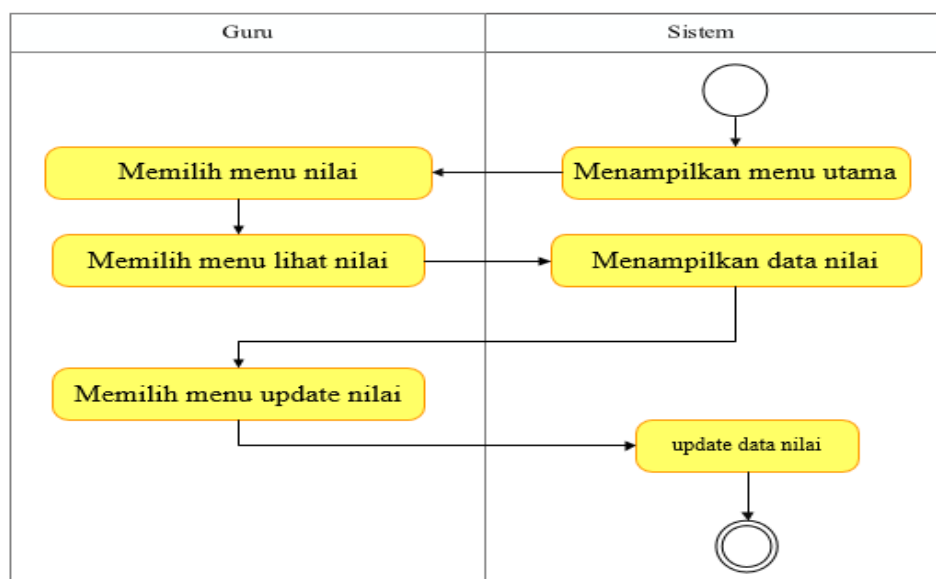 Guru
Sistem
Menampilkan menu utama
Memilih menu nilai
Memilih menu lihat nilai
Menampilkan data nilai
Memilih menu update nilai
update data nilai